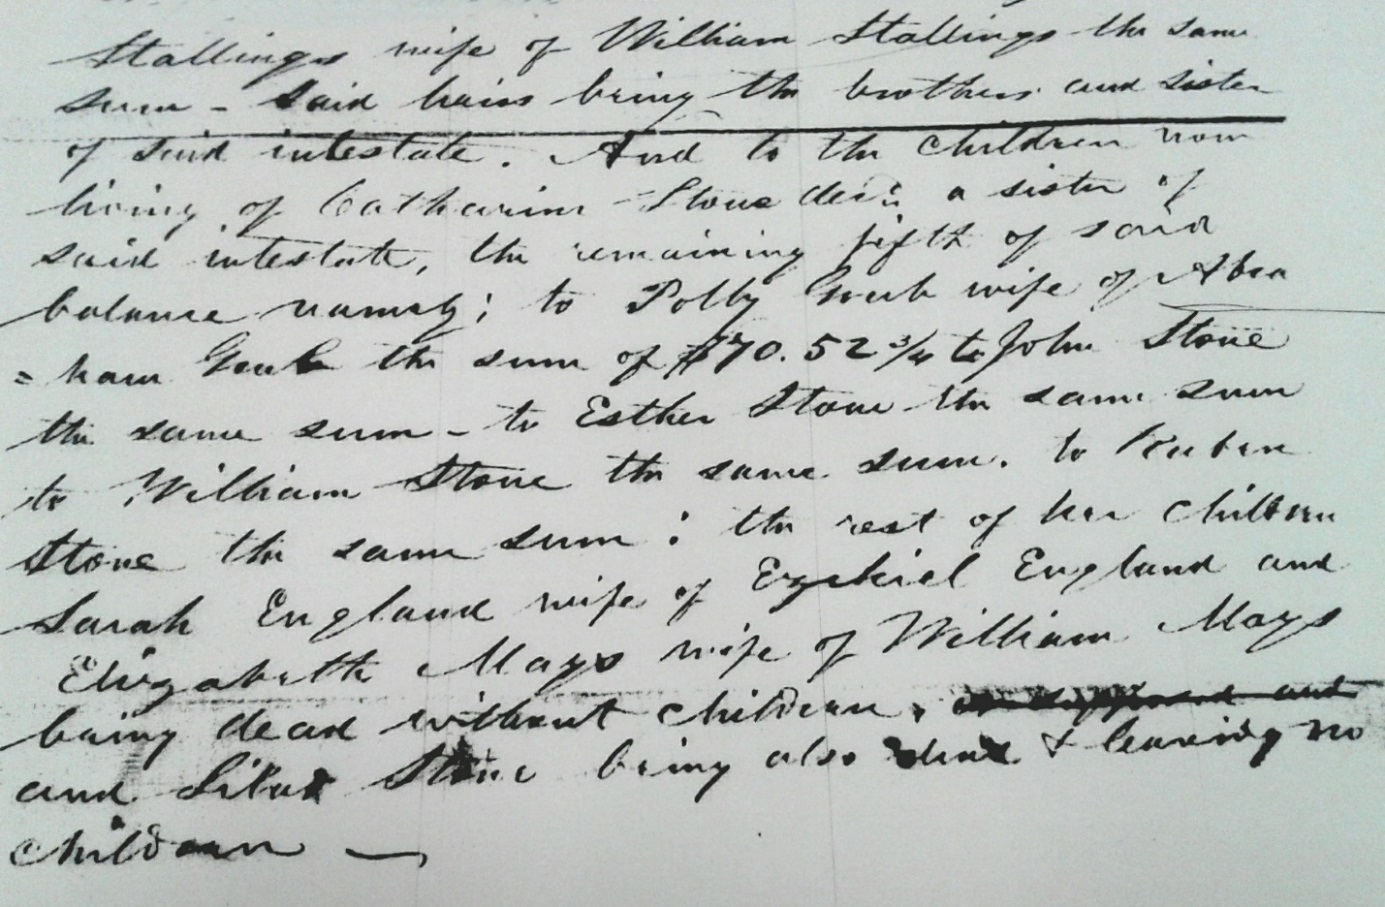 Stallings wife of William Stallings the same
sum - Said heirs being the brothers and sister
of said intestate. And to the children now
living of Catharine Stone dec'd a sister of
said intestate, the remaining fifth of said
balance namely; to Polly Grub wife of Abra
=ham Grub the sum of $70.52 3/4 to John Stone
the same sum - to Esther Stone the same sum
to William Stone the same sum. to Reuben
Stone the same sum : the rest of her children
Sarah England wife of Ezekiel England and
Elizabeth Mays wife of William Mays
being dead without children,
and Silas Stone being also dead & leaving no
children —